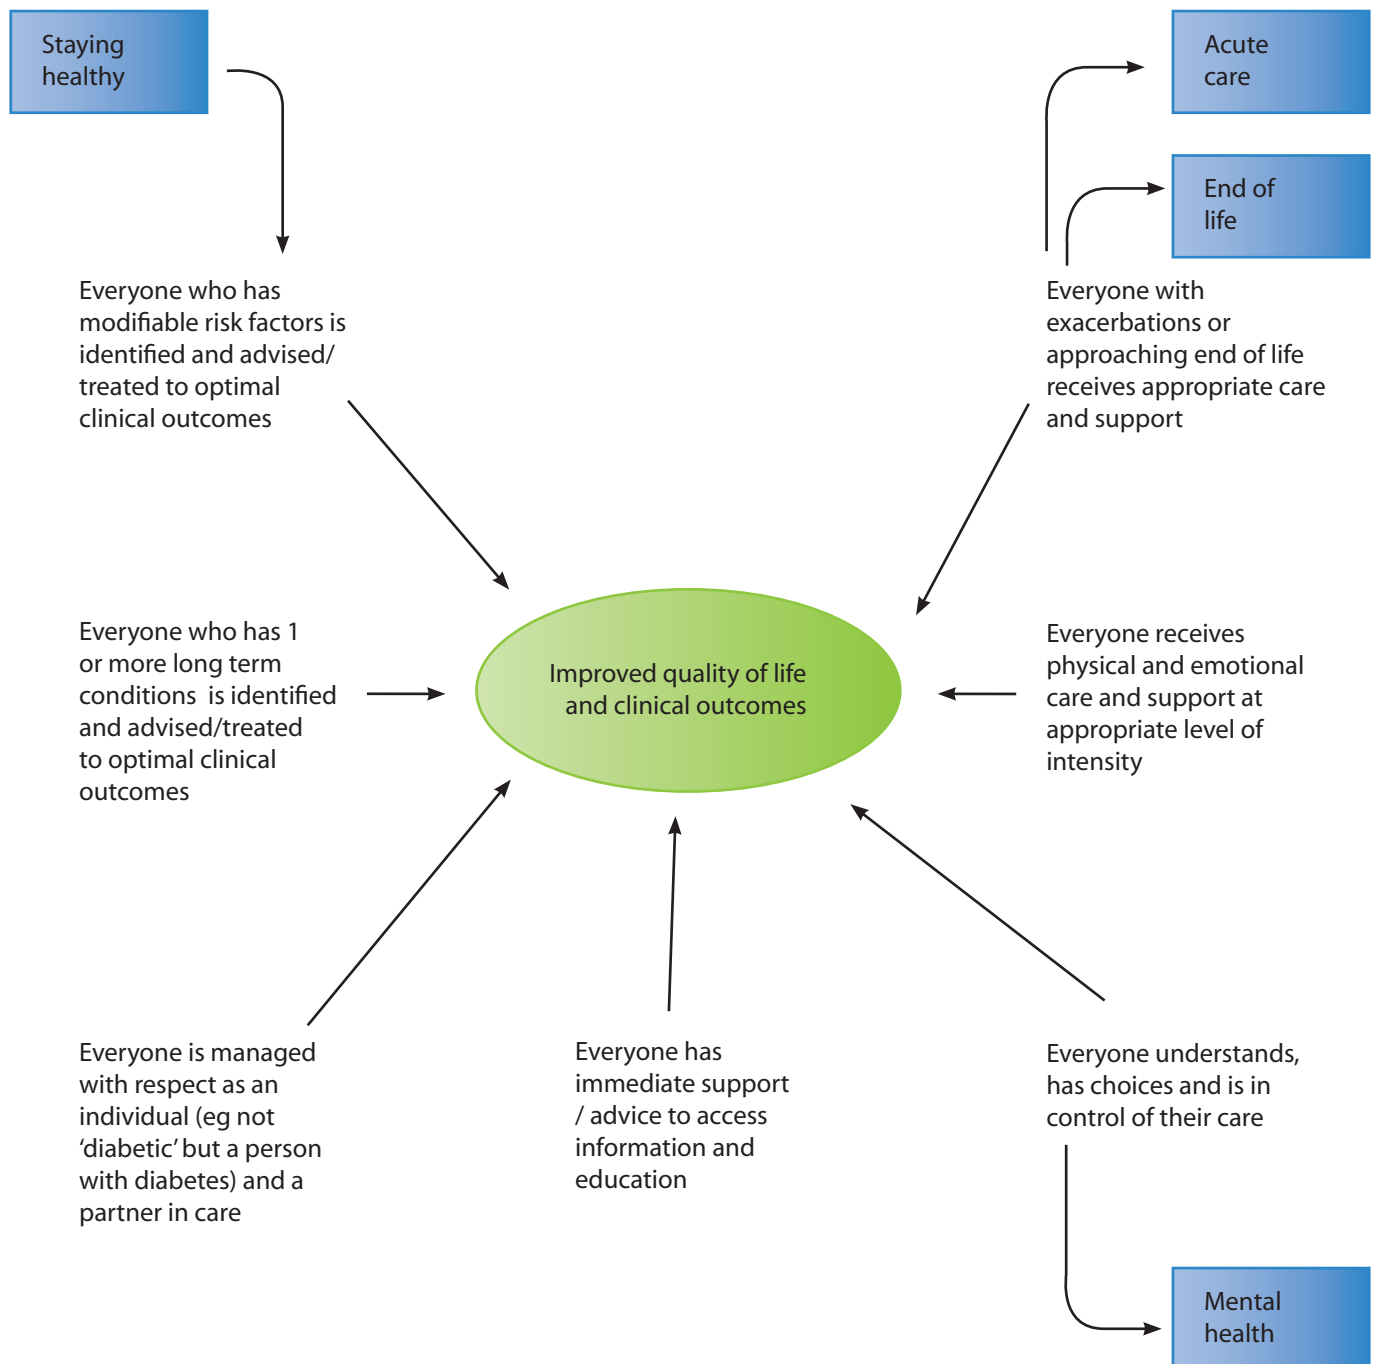 Staying
healthy
Acute
care
End of
life
Everyone who has
modifiable risk factors is
identified and advised/
treated to optimal
clinical outcomes
Everyone with
exacerbations or
approaching end of life
receives appropriate care
and support
Everyone who has 1
or more long term
conditions  is identified
and advised/treated
to optimal clinical
outcomes
Improved quality of life
and clinical outcomes
Everyone receives
physical and emotional
care and support at
appropriate level of
intensity
Everyone is managed
with respect as an
individual (eg not
‘diabetic’ but a person
with diabetes) and a
partner in care
Everyone has
immediate support
/ advice to access
information and
education
Everyone understands,
has choices and is in
control of their care
Mental
health